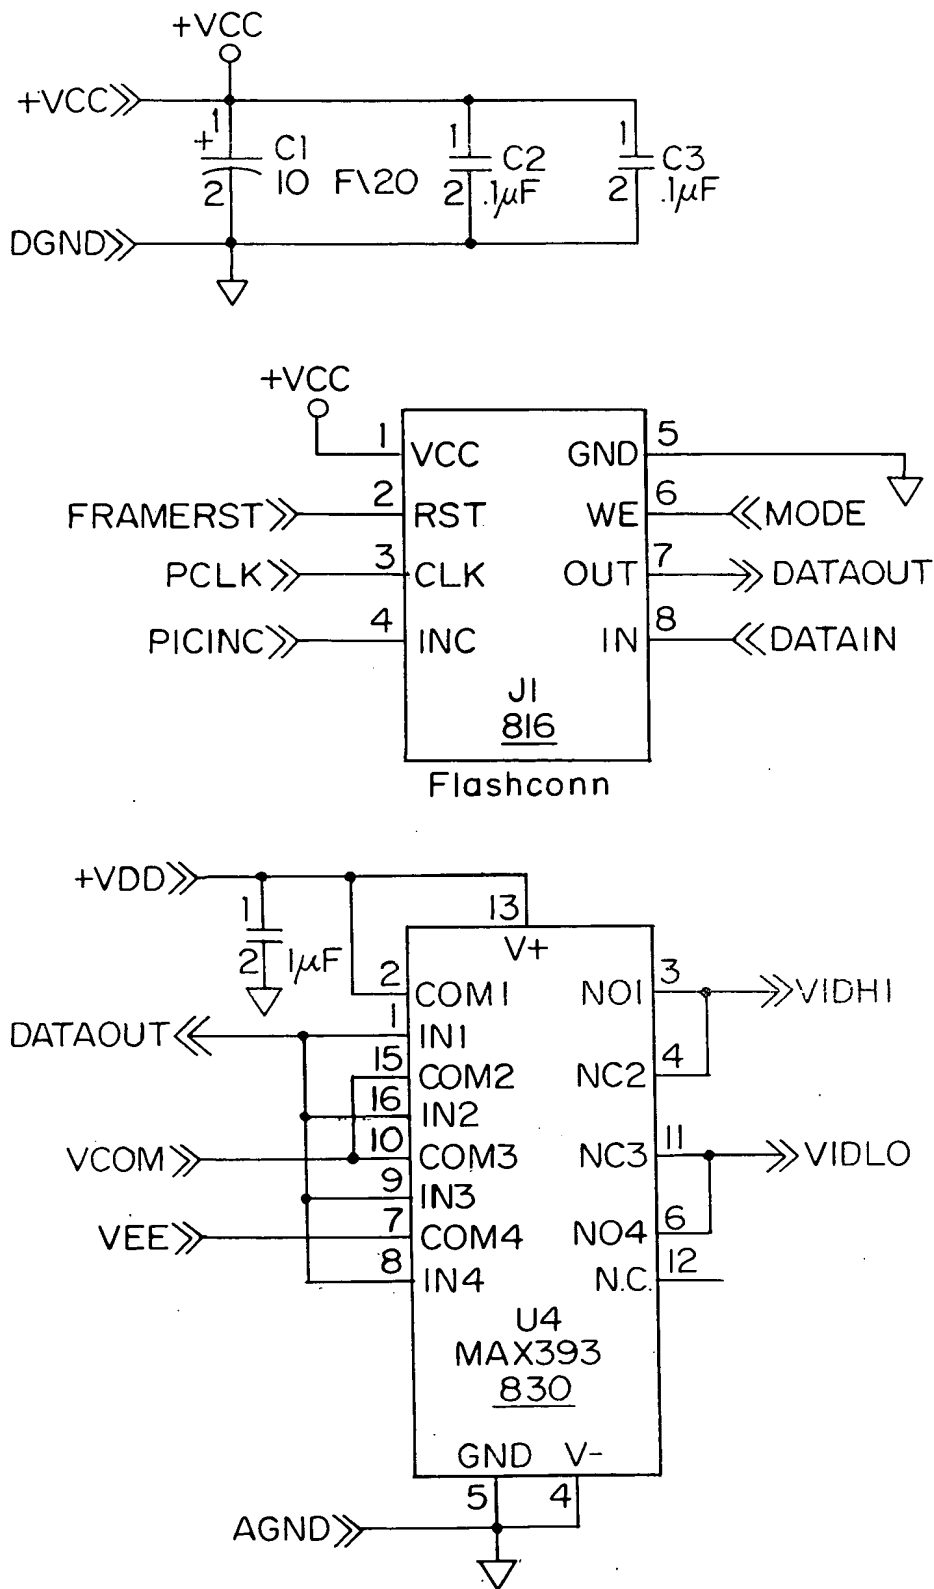 +VCC
+VCC
1
+
C1
10 F\20
2
1
C2
.1µF
2
1
C3
.1µF
2
DGND
+VCC
1 VCC GND 5
FRAMERST 2 RST WE 6 MODE
PCLK 3 CLK OUT 7 DATAOUT
PICINC 4 INC IN 8 DATAIN
J1
816
Flashconn
+VDD
1
2 1µF
13
V+
2 COM1 NO1 3 VIDHI
DATAOUT 1 IN1
15 COM2 NC2 4
16 IN2
VCOM 10 COM3 NC3 11 VIDLO
9 IN3
VEE 7 COM4 NO4 6
8 IN4 N.C. 12
U4
MAX393
830
GND V-
5 4
AGND